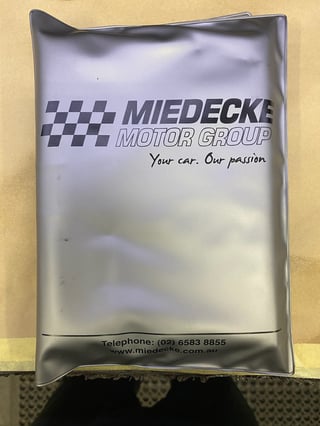 MIEDECKE
MOTOR GROUP
Your car. Our passion
Telephone: (02) 6583 8855
www.miedecke.com.au